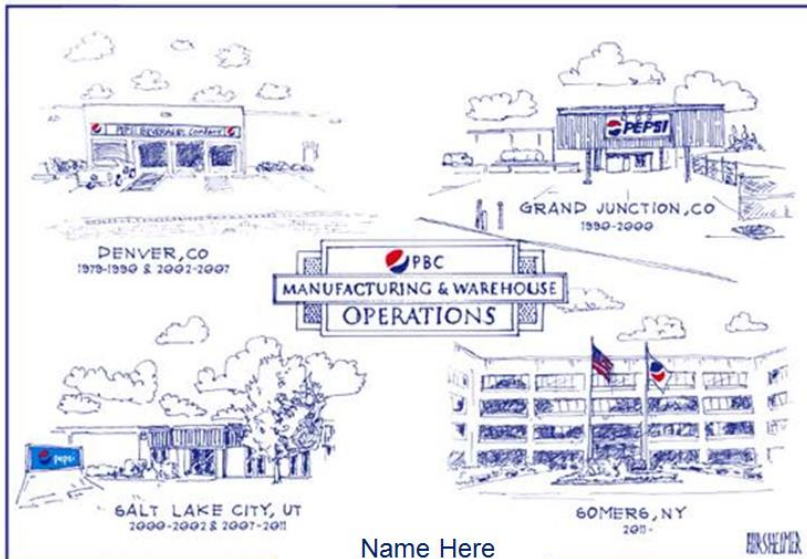 PEPSI BEVERAGES Company
PEPSI
DENVER, CO
1979-1990 & 2002-2007
GRAND JUNCTION, CO
1990-2000
PBC
MANUFACTURING & WAREHOUSE
OPERATIONS
pepsi
SALT LAKE CITY, UT
2000-2002 & 2007-2011
SOMERS, NY
2011-
Name Here